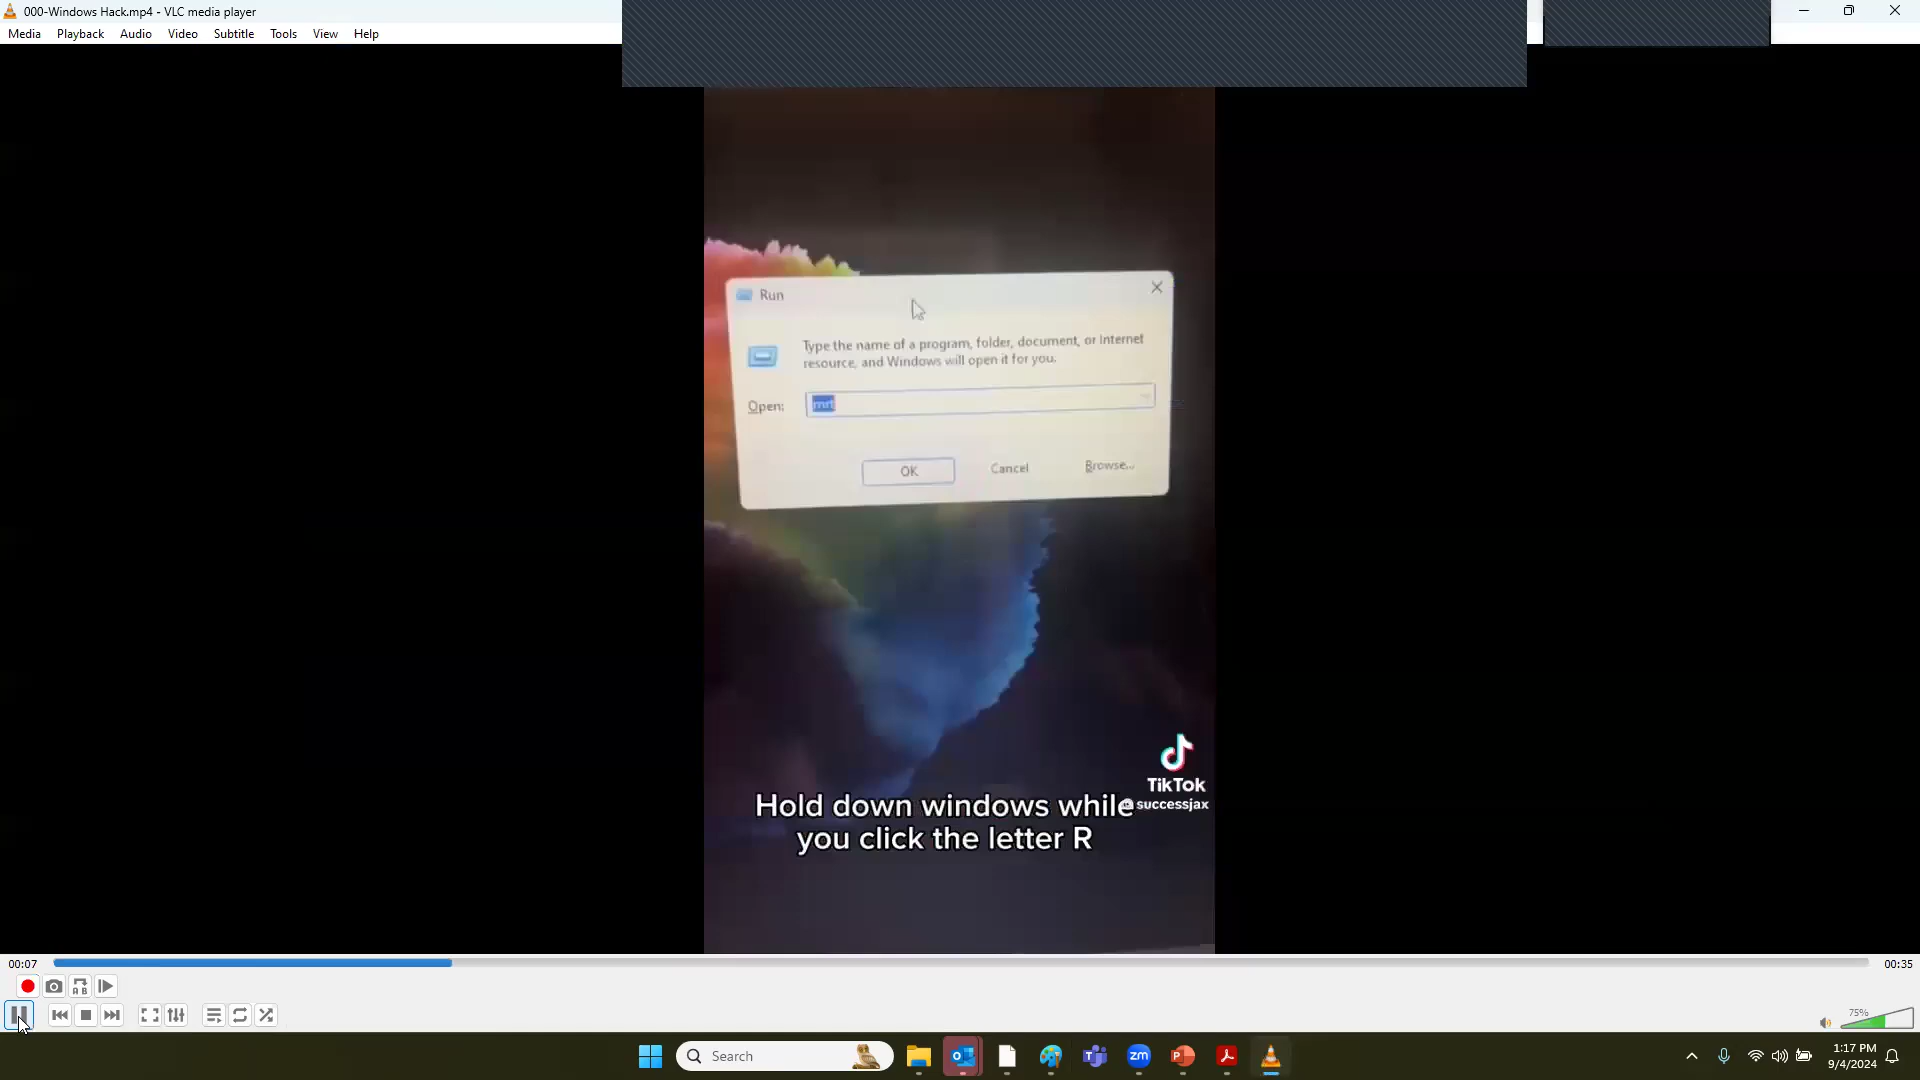 000-Windows Hack.mp4 - VLC media player
Media Playback Audio Video Subtitle Tools View Help
Run
Type the name of a program, folder, document, or Internet
resource, and Windows will open it for you.
Open: mrt
OK Cancel Browse...
TikTok
successjax
Hold down windows while
you click the letter R
00:07
00:35
A B
75%
Search
zm
1:17 PM
9/4/2024